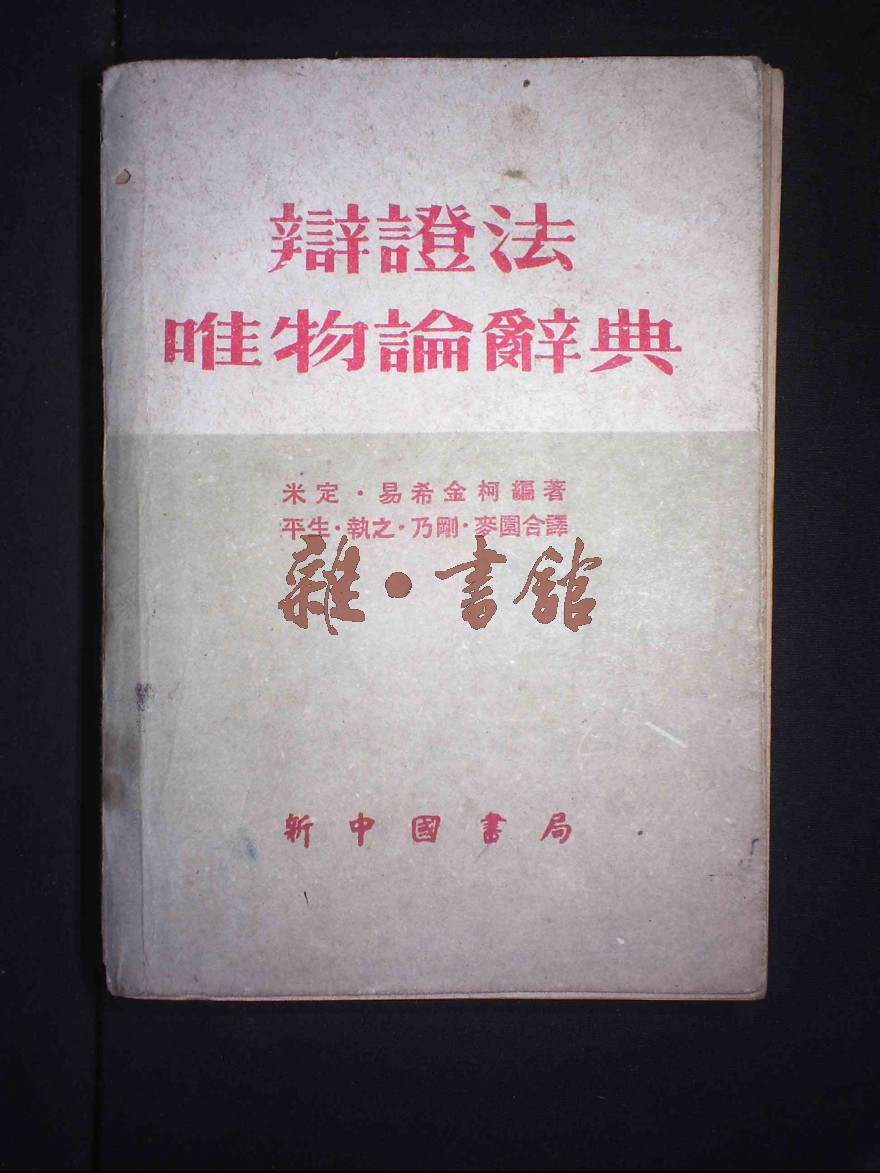 辯證法
唯物論辭典
米定·易希金柯編著
平生·執之·乃剛·麥園合譯
雜·書館
新中國書局